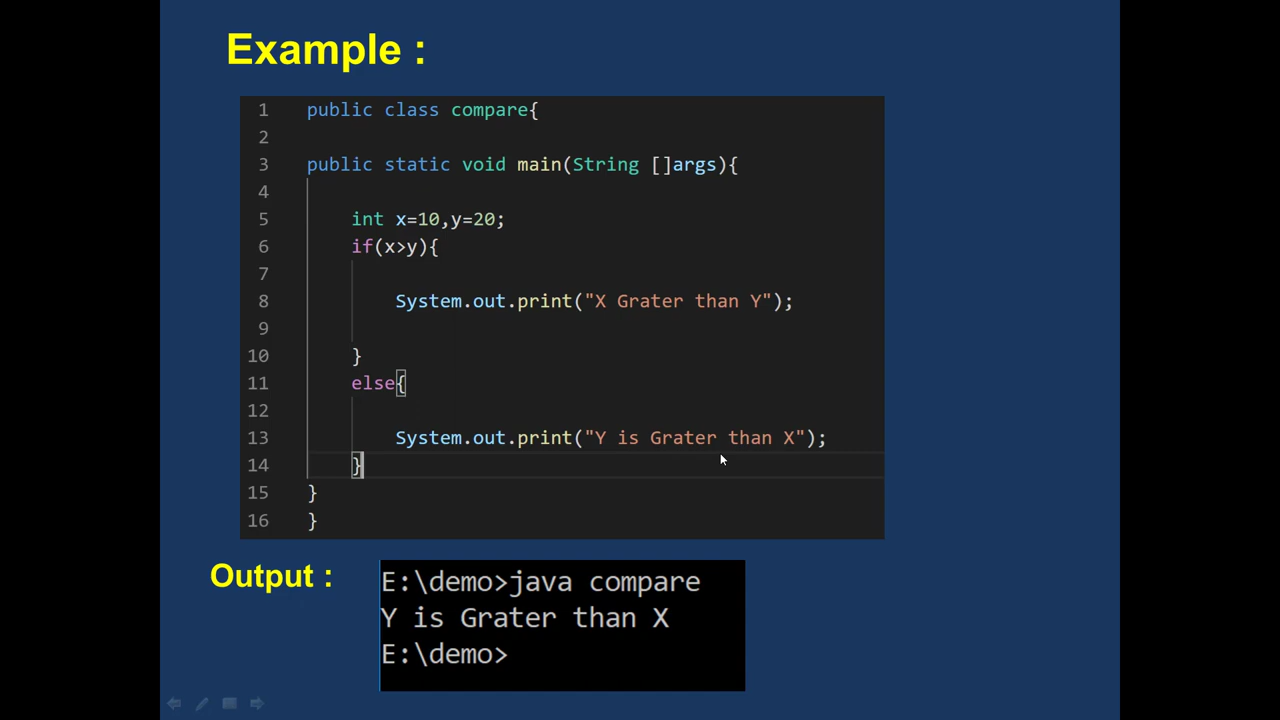 Example :
1 public class compare{
2
3 public static void main(String []args){
4
5 int x=10,y=20;
6 if(x>y){
7
8 System.out.print("X Grater than Y");
9
10 }
11 else{
12
13 System.out.print("Y is Grater than X");
14 }
15 }
16 }
Output :
E:\demo>java compare
Y is Grater than X
E:\demo>